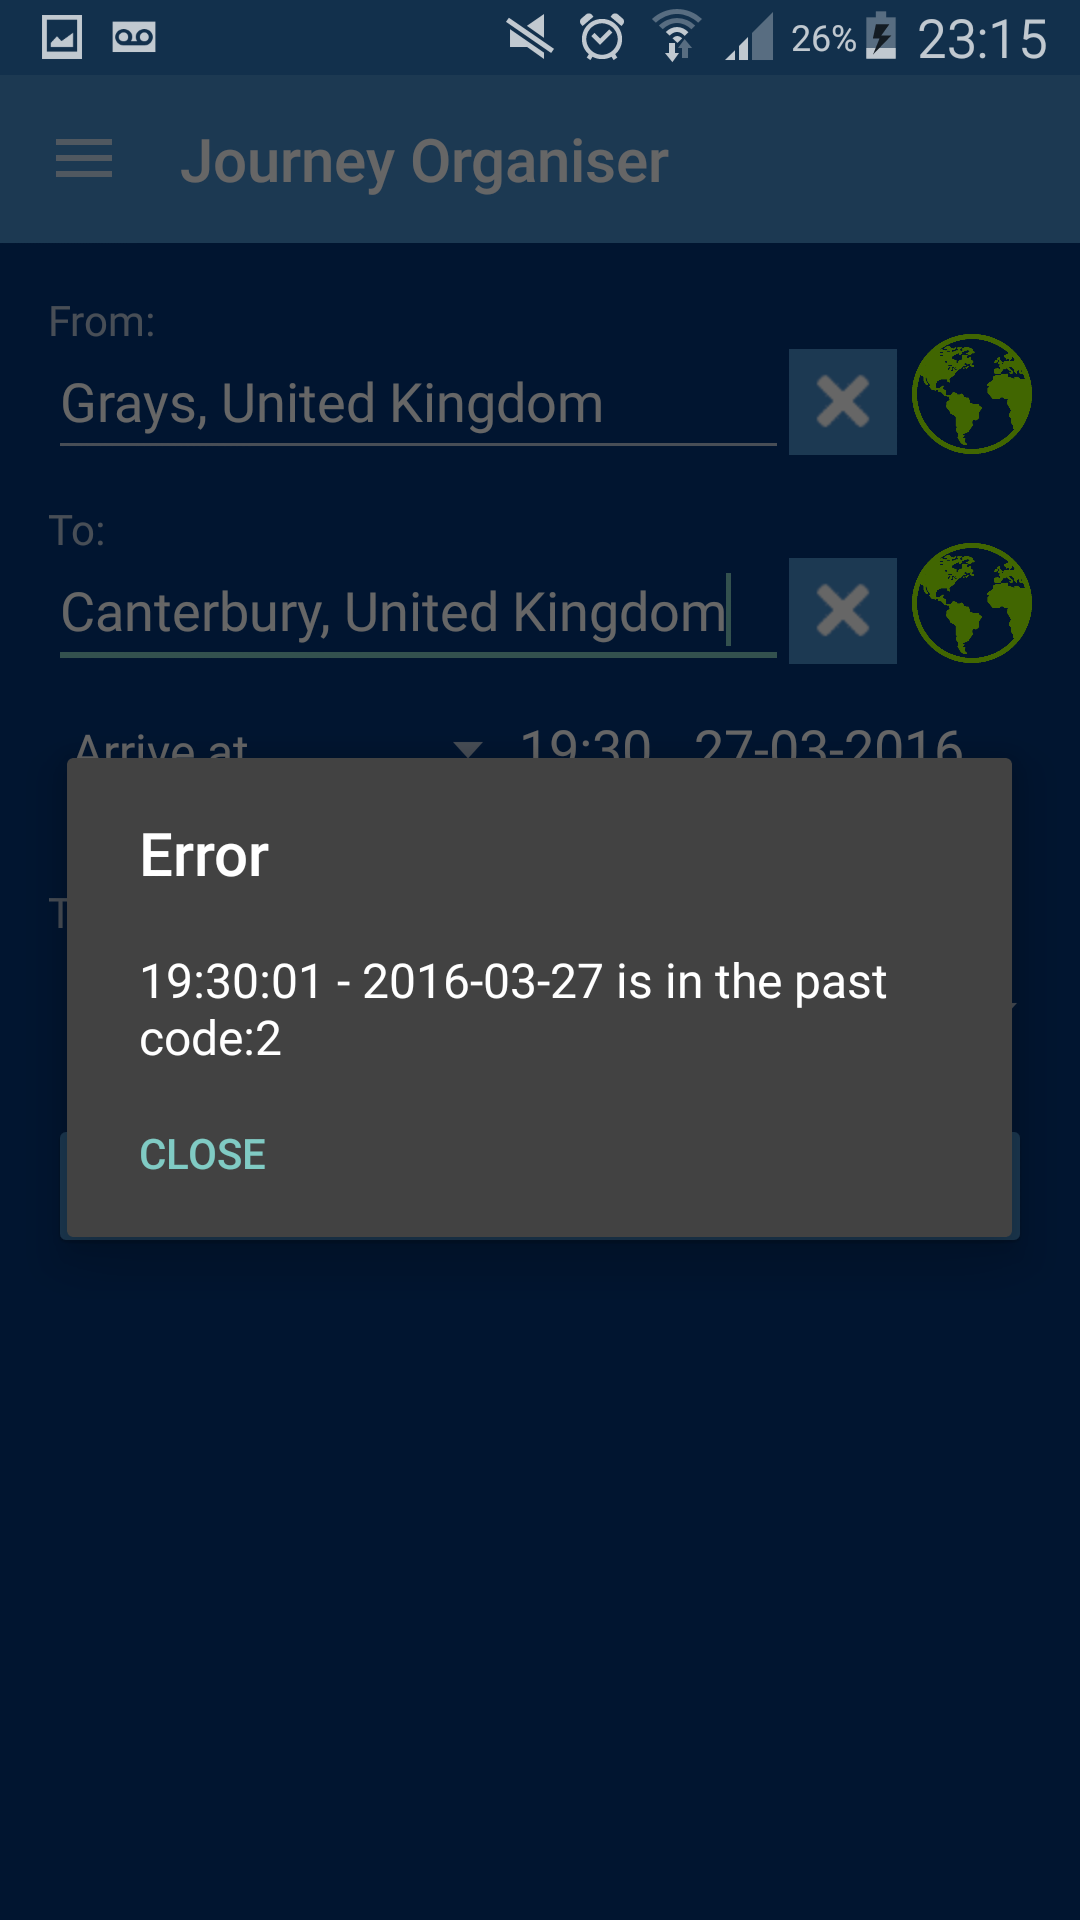 26% 23:15
Journey Organiser
From:
Grays, United Kingdom
To:
Canterbury, United Kingdom
Arrive at 19:30 27-03-2016
Error
19:30:01 - 2016-03-27 is in the past
code:2
CLOSE